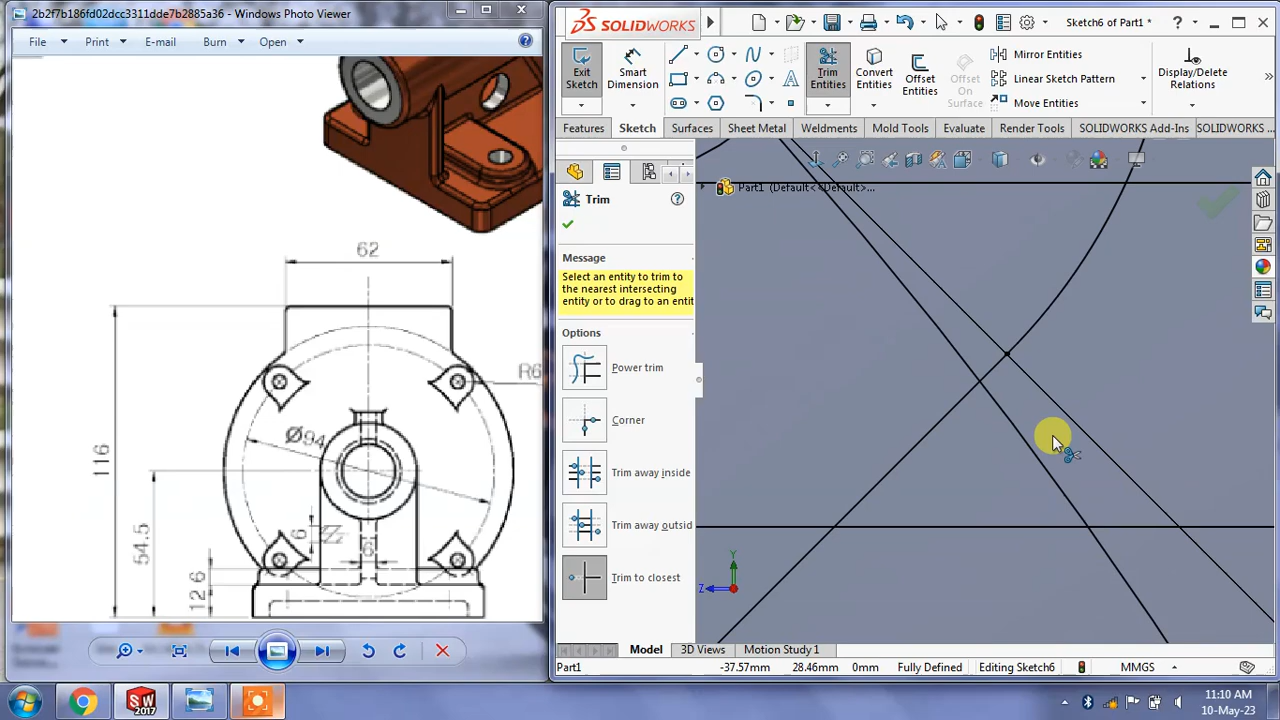 2b2f7b186fd02dcc3311dde7b2885a36 - Windows Photo Viewer
File Print E-mail Burn Open
62
R6
Ø94
116
54.5
6
6
12 6
SOLIDWORKS
Sketch6 of Part1 *
Exit Sketch
Smart Dimension
Trim Entities
Convert Entities
Offset Entities
Offset On Surface
Mirror Entities
Linear Sketch Pattern
Move Entities
Display/Delete Relations
Features Sketch Surfaces Sheet Metal Weldments Mold Tools Evaluate Render Tools SOLIDWORKS Add-Ins SOLIDWORKS ...
Part1 (Default<<Default>...
Trim
Message
Select an entity to trim to
the nearest intersecting
entity or to drag to an entit
Options
Power trim
Corner
Trim away inside
Trim away outsid
Trim to closest
Y
Z
Model 3D Views Motion Study 1
Part1 -37.57mm 28.46mm 0mm Fully Defined Editing Sketch6 MMGS
SW
2017
11:10 AM
10-May-23